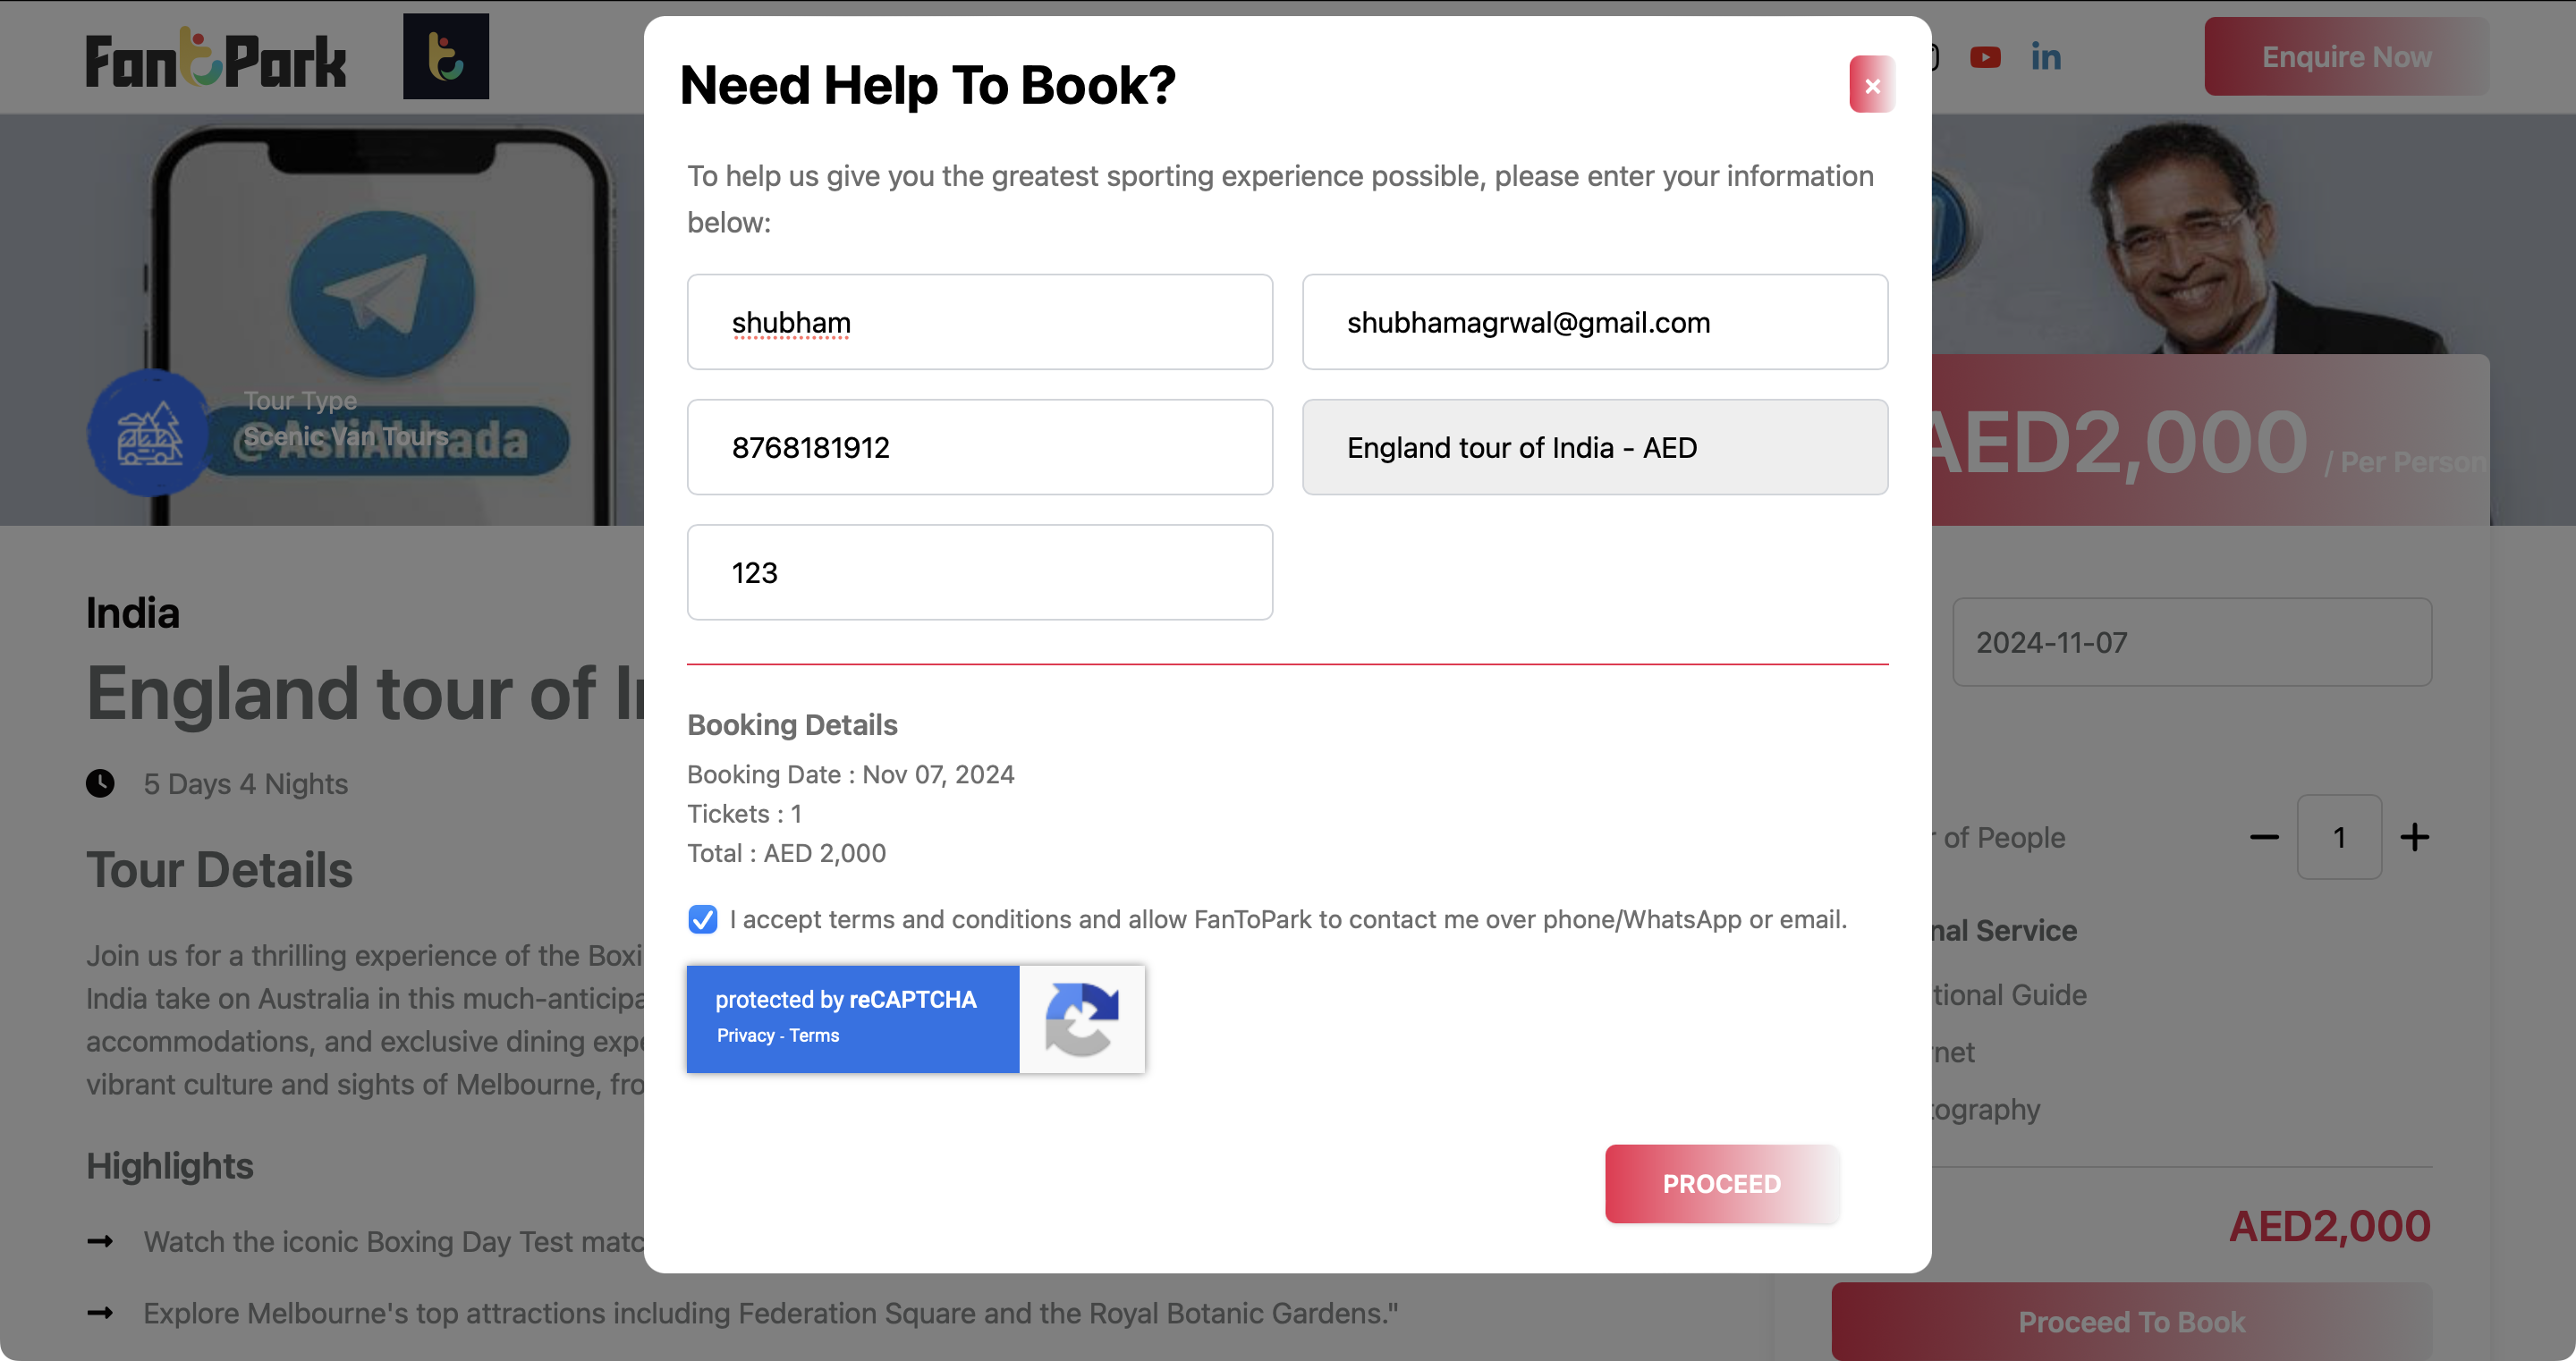 FantPark
Enquire Now
Need Help To Book?
To help us give you the greatest sporting experience possible, please enter your information
below:
shubham
shubhamagrwal@gmail.com
8768181912
England tour of India - AED
123
Booking Details
Booking Date : Nov 07, 2024
Tickets : 1
Total : AED 2,000
I accept terms and conditions and allow FanToPark to contact me over phone/WhatsApp or email.
protected by reCAPTCHA
Privacy - Terms
PROCEED
Tour Type
Scenic Van Tours
@AsliAkhada
AED2,000 / Per Person
India
England tour of I
5 Days 4 Nights
Tour Details
Join us for a thrilling experience of the Boxi
India take on Australia in this much-anticipa
accommodations, and exclusive dining expe
vibrant culture and sights of Melbourne, fro
Highlights
Watch the iconic Boxing Day Test matc
Explore Melbourne's top attractions including Federation Square and the Royal Botanic Gardens."
2024-11-07
of People
1
nal Service
tional Guide
rnet
tography
AED2,000
Proceed To Book